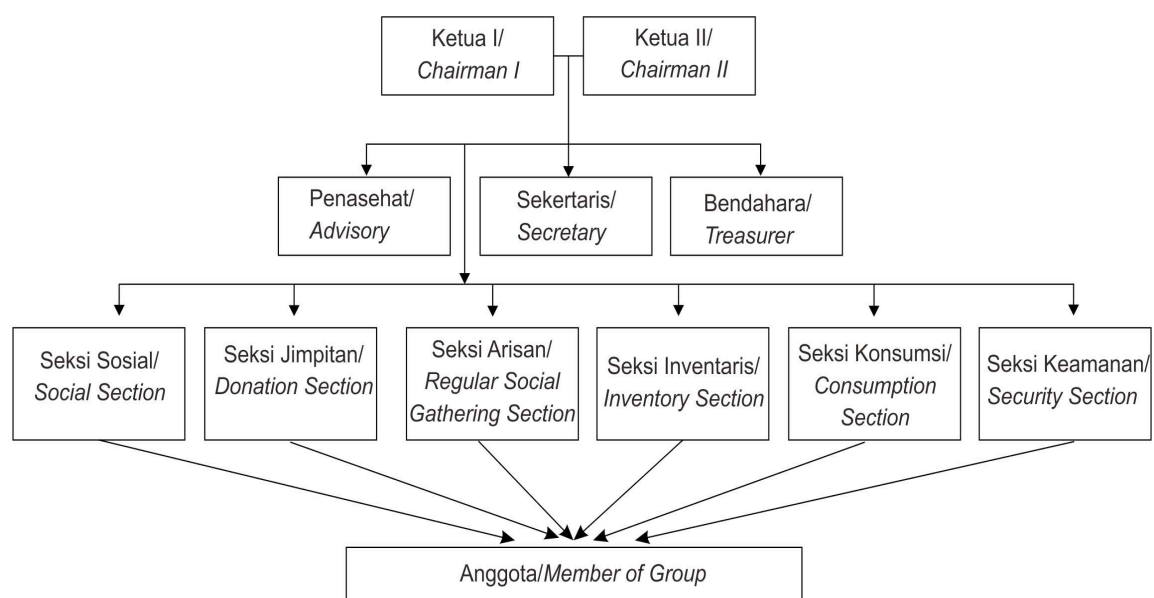 Ketua I/
Chairman I
Ketua II/
Chairman II
Penasehat/
Advisory
Sekertaris/
Secretary
Bendahara/
Treasurer
Seksi Sosial/
Social Section
Seksi Jimpitan/
Donation Section
Seksi Arisan/
Regular Social
Gathering Section
Seksi Inventaris/
Inventory Section
Seksi Konsumsi/
Consumption
Section
Seksi Keamanan/
Security Section
Anggota/Member of Group